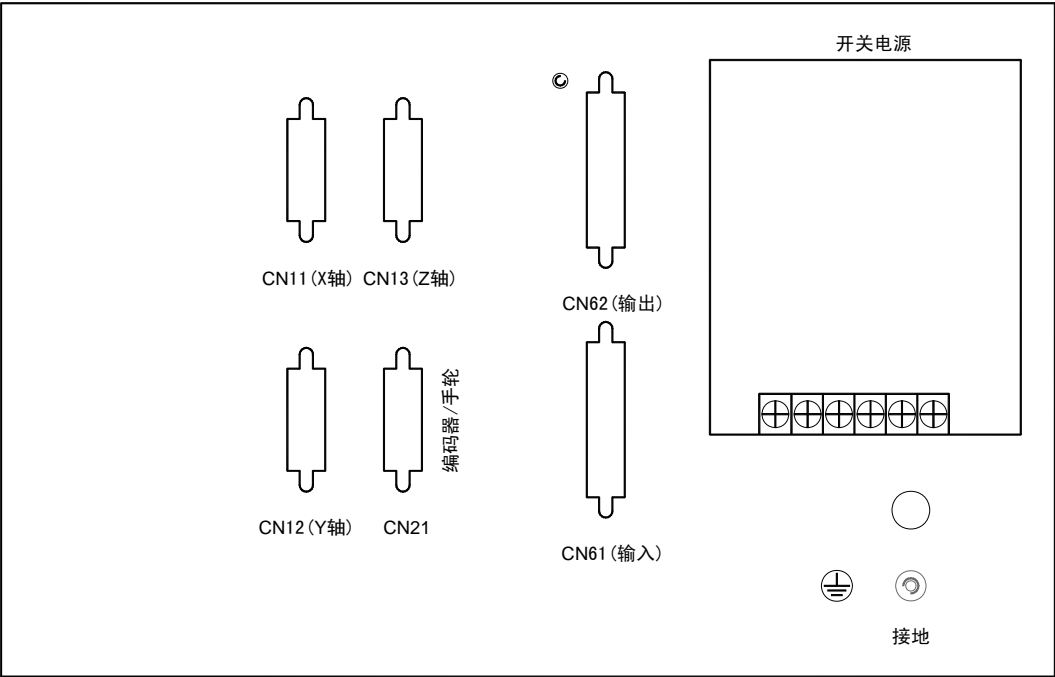 开关电源
CN11(X轴)
CN13(Z轴)
CN62(输出)
编码器/手轮
CN12(Y轴)
CN21
CN61(输入)
接地